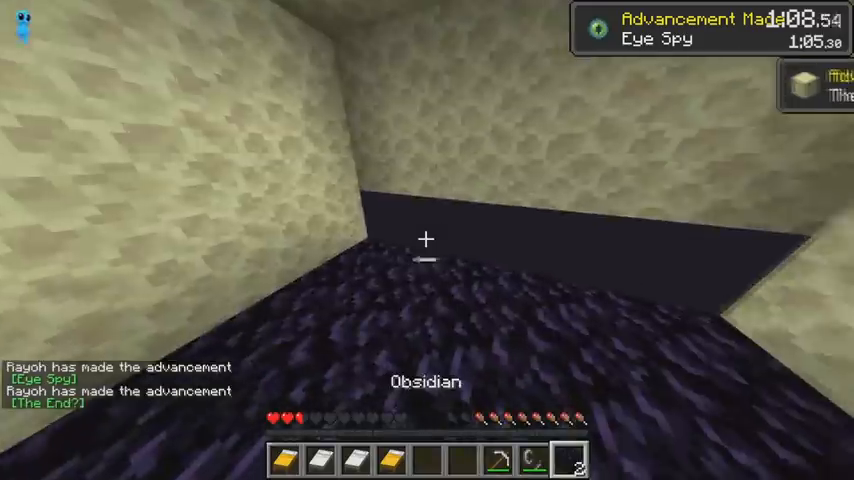 Advancement Made
1:08.54
Eye Spy
1:05.30
Rayoh has made the advancement
[Eye Spy]
Rayoh has made the advancement
[The End?]
Obsidian
2